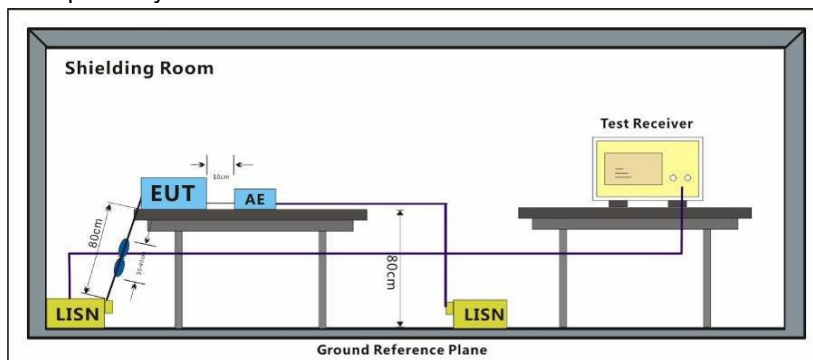 Shielding Room
Test Receiver
10cm
EUT
AE
80cm
80cm
LISN
LISN
Ground Reference Plane